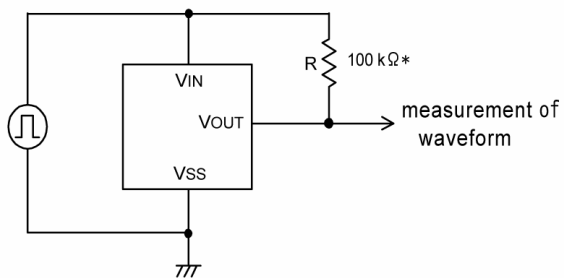 VIN
R 100 kΩ*
VOUT
measurement of
waveform
VSS